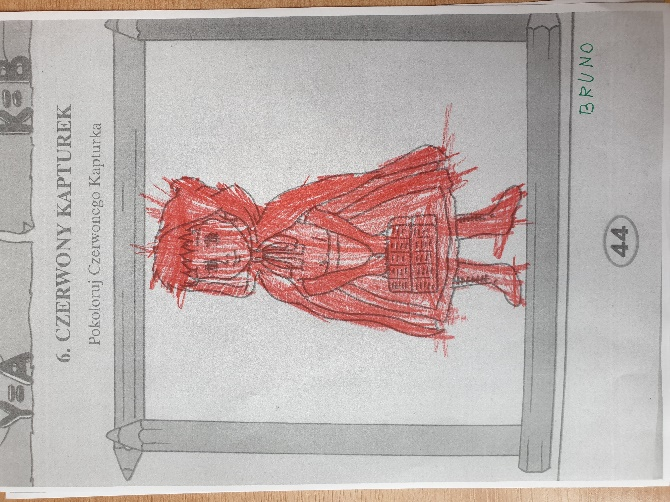 K=B
Y=A
6. CZERWONY KAPTUREK
Pokoloruj Czerwonego Kapturka
BRUNO
44